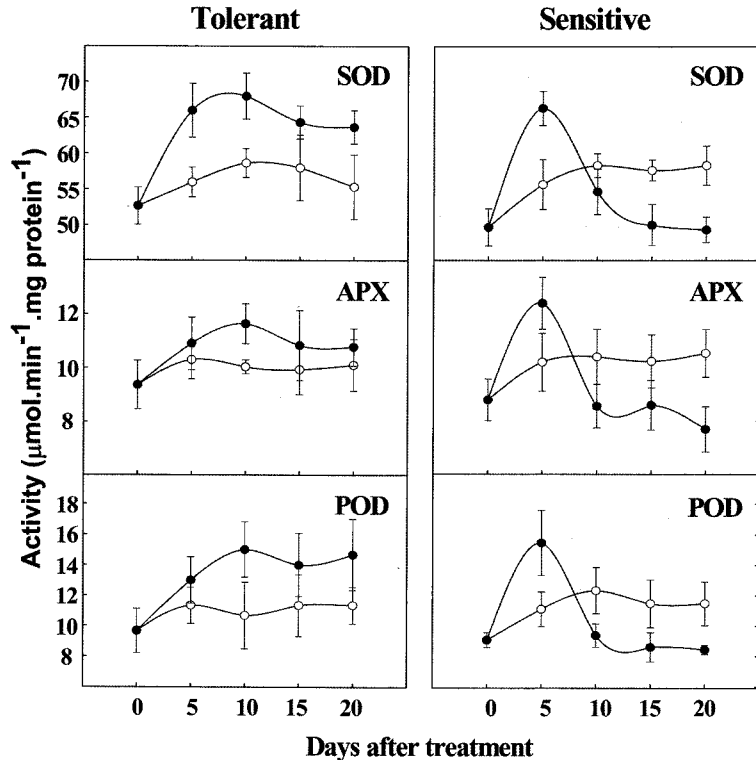 Tolerant
Sensitive
SOD
SOD
70
65
60
55
50
APX
APX
12
10
8
POD
POD
18
16
14
12
10
8
0 5 10 15 20
0 5 10 15 20
Activity (μmol.min⁻¹.mg protein⁻¹)
Days after treatment